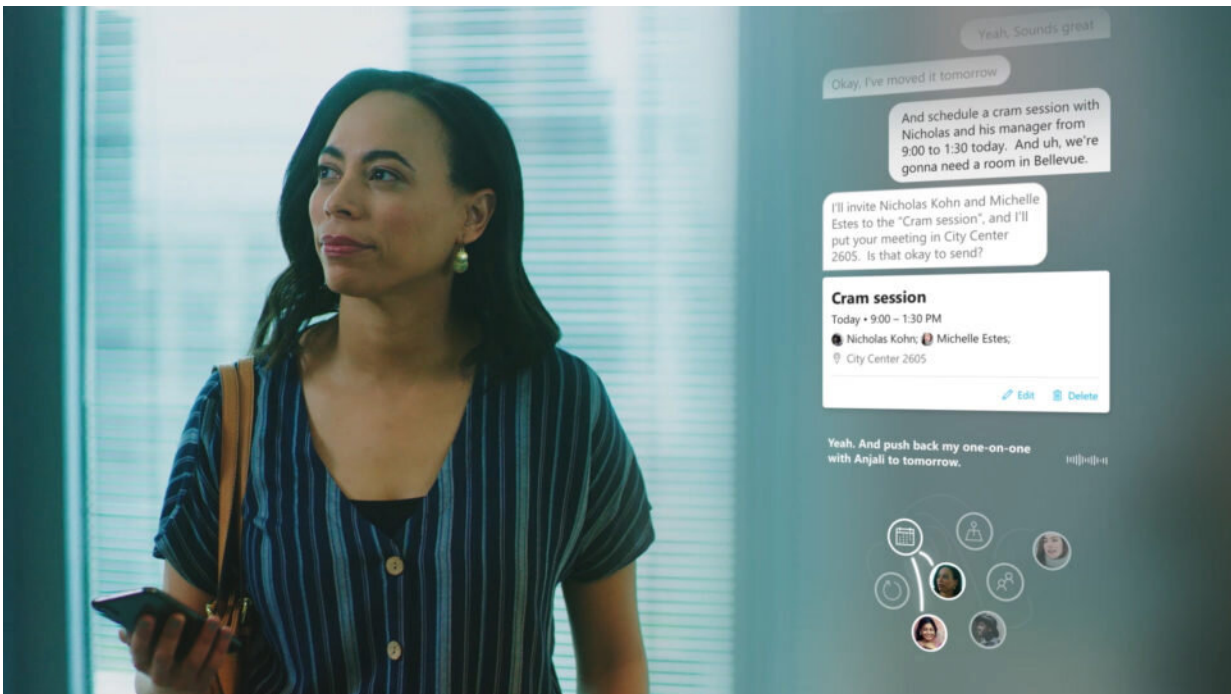 Yeah, Sounds great
Okay, I've moved it tomorrow
And schedule a cram session with
Nicholas and his manager from
9:00 to 1:30 today.  And uh, we're
gonna need a room in Bellevue.
I'll invite Nicholas Kohn and Michelle
Estes to the "Cram session", and I'll
put your meeting in City Center
2605.  Is that okay to send?
Cram session
Today • 9:00 – 1:30 PM
Nicholas Kohn; Michelle Estes;
City Center 2605
Edit Delete
Yeah. And push back my one-on-one
with Anjali to tomorrow.